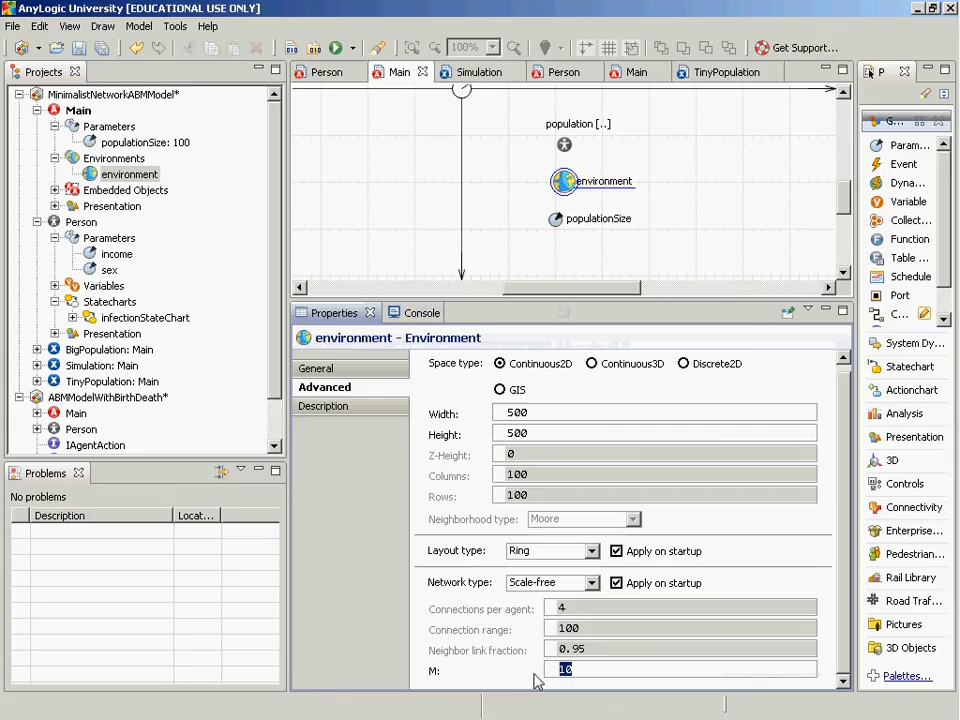 AnyLogic University [EDUCATIONAL USE ONLY]
File Edit View Draw Model Tools Help
100% Get Support...
Projects
MinimalistNetworkABMModel*
Main
Parameters
populationSize: 100
Environments
environment
Embedded Objects
Presentation
Person
Parameters
income
sex
Variables
Statecharts
infectionStateChart
Presentation
BigPopulation: Main
Simulation: Main
TinyPopulation: Main
ABMModelWithBirthDeath*
Main
Person
IAgentAction
Problems
No problems
Description Locat...
Person Main Simulation Person Main TinyPopulation
population [..]
environment
populationSize
Properties Console
environment - Environment
General
Advanced
Description
Space type: Continuous2D Continuous3D Discrete2D
GIS
Width: 500
Height: 500
Z-Height: 0
Columns: 100
Rows: 100
Neighborhood type: Moore
Layout type: Ring Apply on startup
Network type: Scale-free Apply on startup
Connections per agent: 4
Connection range: 100
Neighbor link fraction: 0.95
M: 10
P
G...
Param...
Event
Dyna...
Variable
Collect...
Function
Table ...
Schedule
Port
C...
System Dy...
Statechart
Actionchart
Analysis
Presentation
3D
Controls
Connectivity
Enterprise...
Pedestrian...
Rail Library
Road Traf...
Pictures
3D Objects
Palettes...